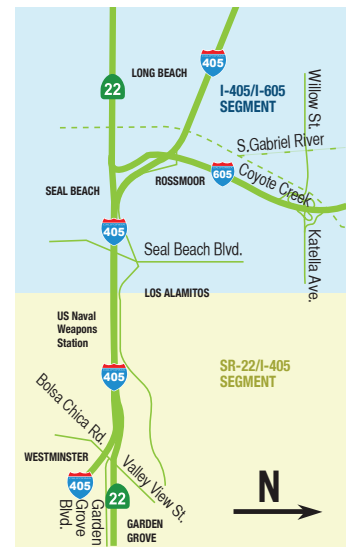 405
LONG BEACH
22
I-405/I-605
SEGMENT
Willow St.
S.Gabriel River
ROSSMOOR
605
Coyote Creek
SEAL BEACH
405
Katella Ave.
Seal Beach Blvd.
LOS ALAMITOS
US Naval
Weapons
Station
SR-22/I-405
SEGMENT
405
Bolsa Chica Rd.
WESTMINSTER
Valley View St.
405
22
Garden
Grove
Blvd.
GARDEN
GROVE
N